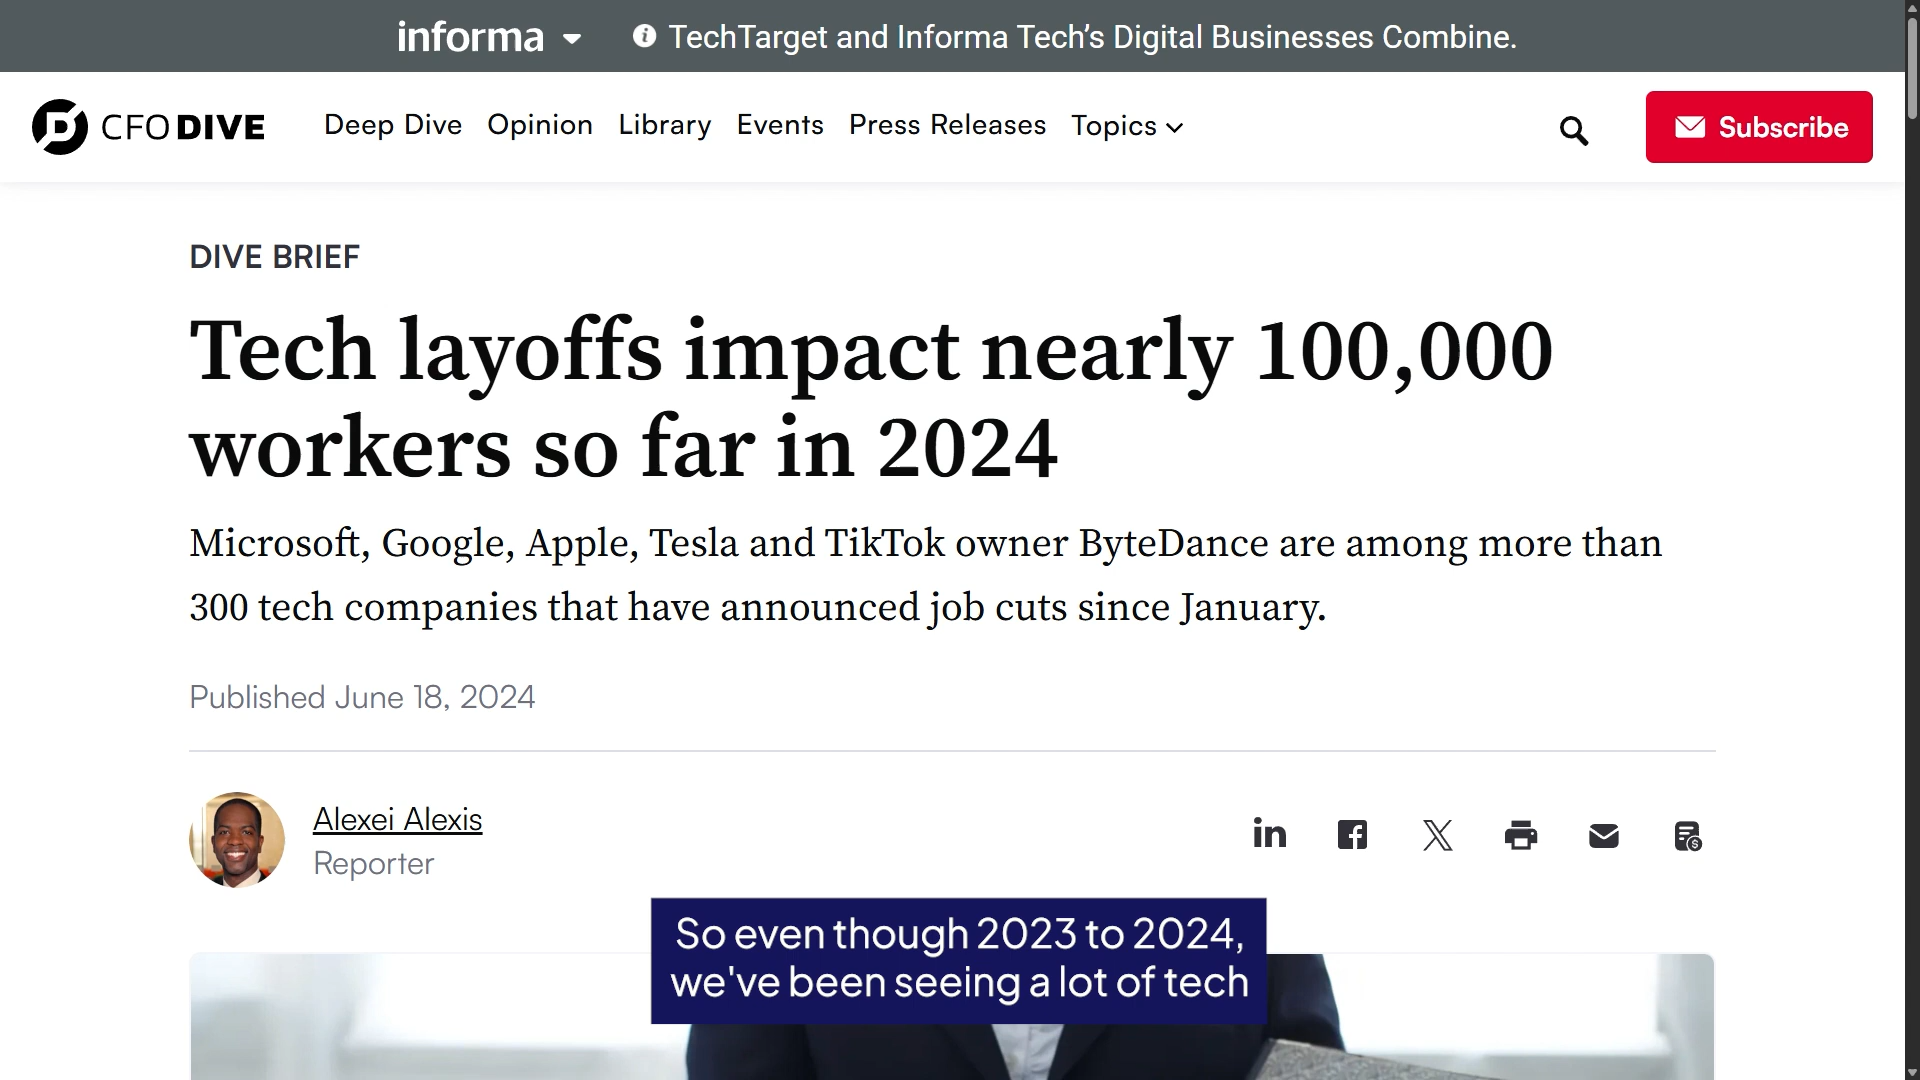 informa
TechTarget and Informa Tech’s Digital Businesses Combine.
CFO DIVE
Deep Dive
Opinion
Library
Events
Press Releases
Topics
Subscribe
DIVE BRIEF
Tech layoffs impact nearly 100,000
workers so far in 2024
Microsoft, Google, Apple, Tesla and TikTok owner ByteDance are among more than
300 tech companies that have announced job cuts since January.
Published June 18, 2024
Alexei Alexis
Reporter
So even though 2023 to 2024,
we've been seeing a lot of tech